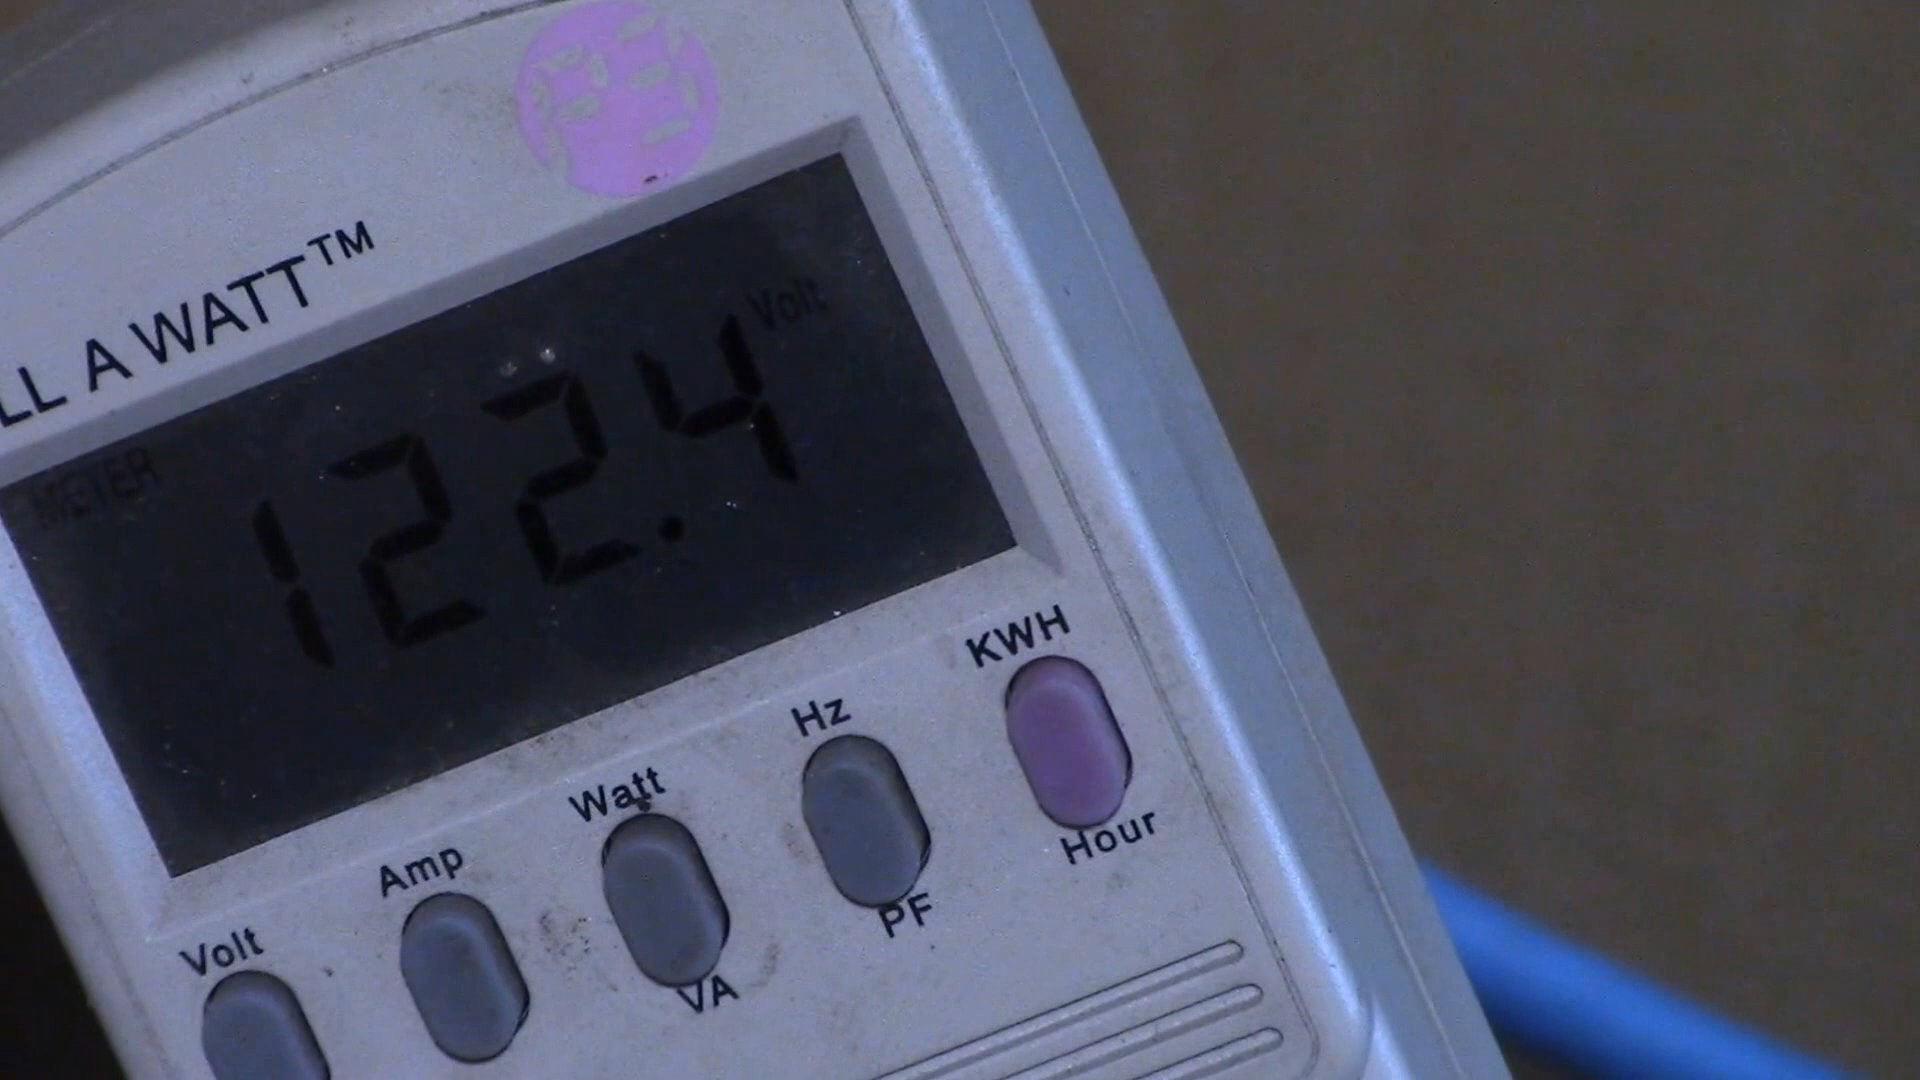 LL A WATT™
METER
Volt
122.4
KWH
Hz
Watt
Amp
Volt
Hour
PF
VA